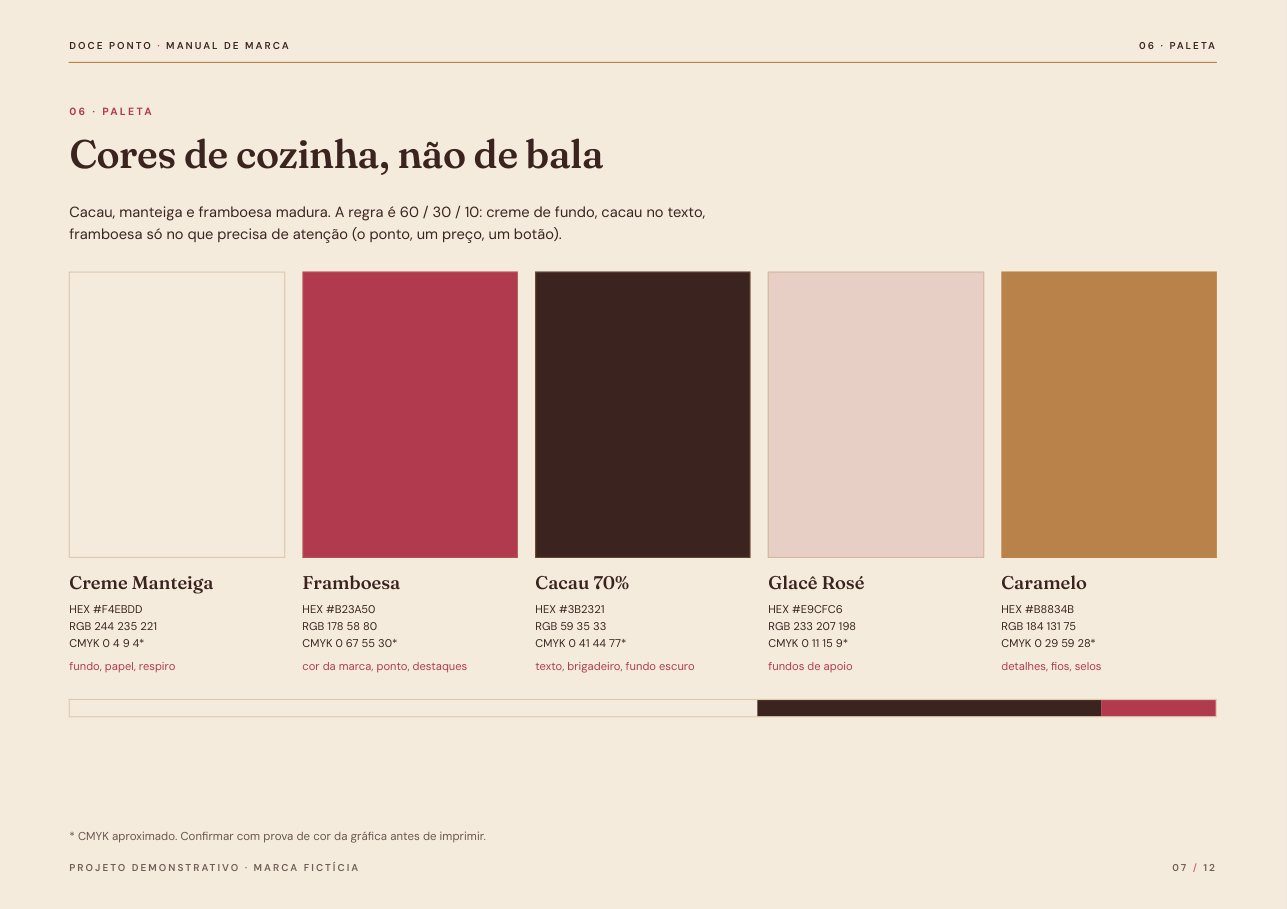 DOCE PONTO · MANUAL DE MARCA
06 · PALETA
06 · PALETA
Cores de cozinha, não de bala
Cacau, manteiga e framboesa madura. A regra é 60 / 30 / 10: creme de fundo, cacau no texto,
framboesa só no que precisa de atenção (o ponto, um preço, um botão).
Creme Manteiga
HEX #F4EBDD
RGB 244 235 221
CMYK 0 4 9 4*
fundo, papel, respiro
Framboesa
HEX #B23A50
RGB 178 58 80
CMYK 0 67 55 30*
cor da marca, ponto, destaques
Cacau 70%
HEX #3B2321
RGB 59 35 33
CMYK 0 41 44 77*
texto, brigadeiro, fundo escuro
Glacê Rosé
HEX #E9CFC6
RGB 233 207 198
CMYK 0 11 15 9*
fundos de apoio
Caramelo
HEX #B8834B
RGB 184 131 75
CMYK 0 29 59 28*
detalhes, fios, selos
* CMYK aproximado. Confirmar com prova de cor da gráfica antes de imprimir.
PROJETO DEMONSTRATIVO · MARCA FICTÍCIA
07 / 12